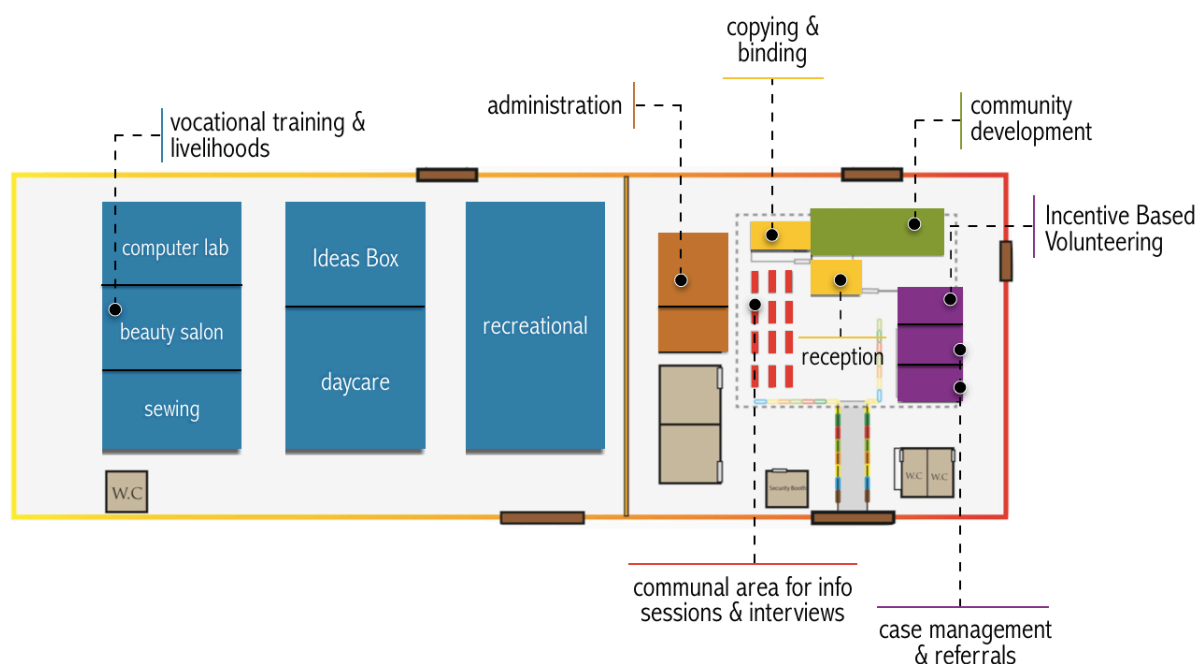 copying &
binding
administration
community
development
vocational training &
livelihoods
Incentive Based
Volunteering
computer lab
Ideas Box
beauty salon
recreational
reception
daycare
sewing
W.C
Security Booth
W.C
W.C
communal area for info
sessions & interviews
case management
& referrals